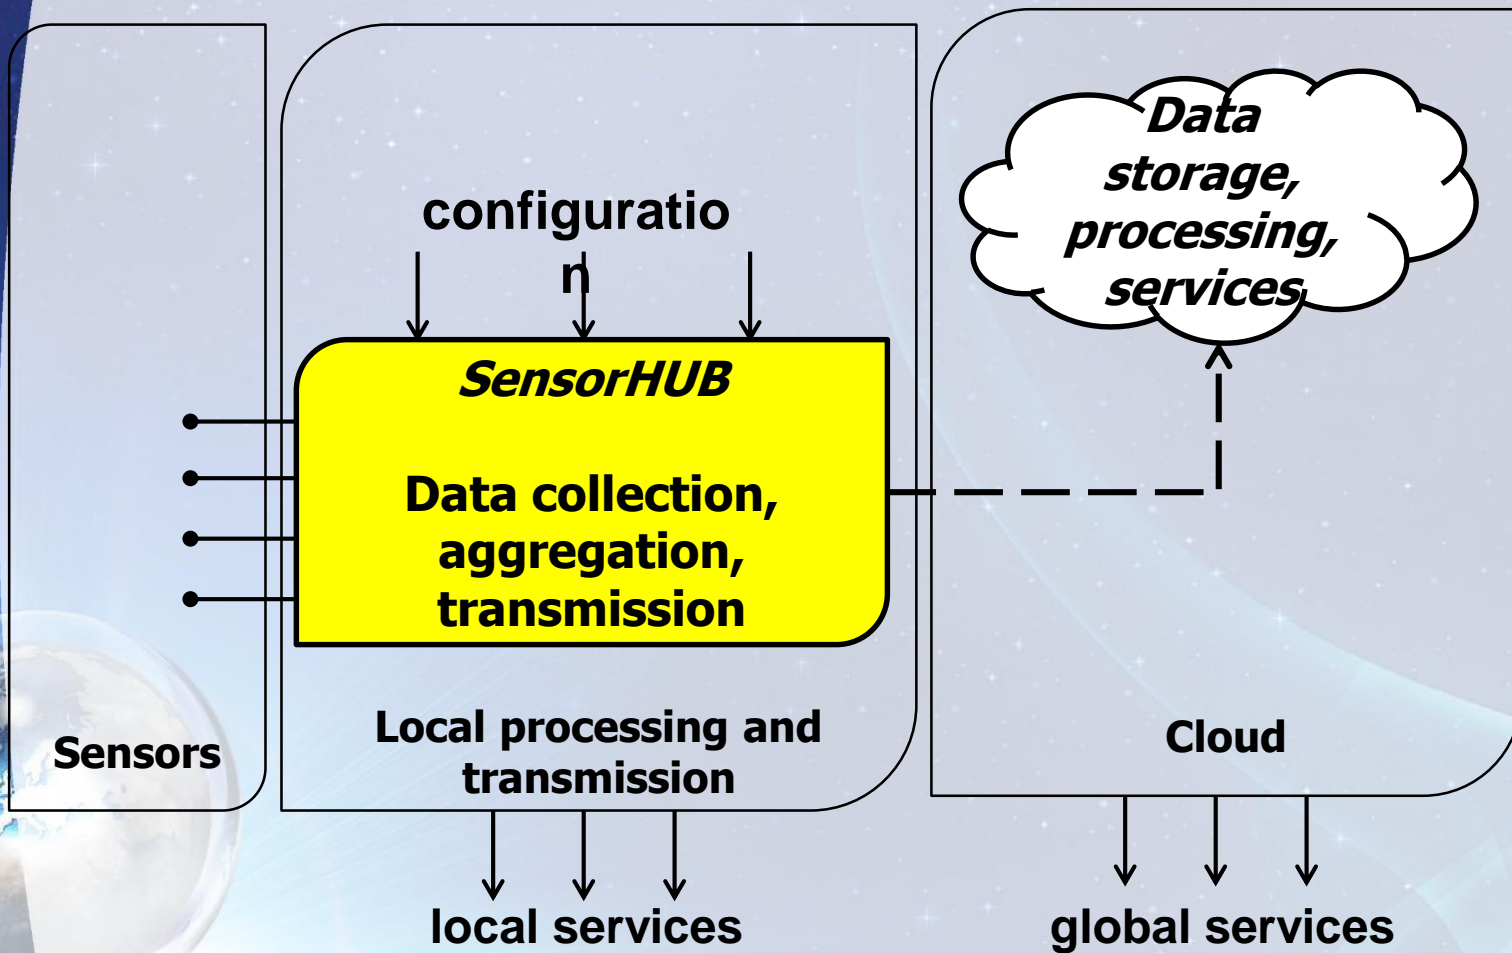 configuratio
n
SensorHUB
Data collection,
aggregation,
transmission
Data
storage,
processing,
services
Sensors
Local processing and
transmission
Cloud
local services
global services